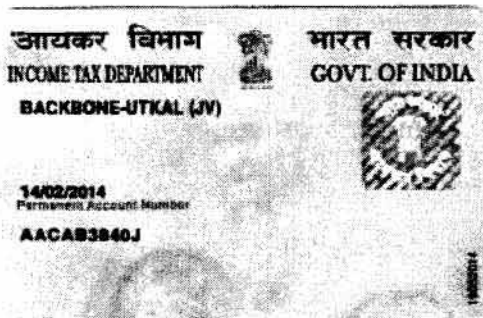 आयकर विभाग
भारत सरकार
INCOME TAX DEPARTMENT
GOVT. OF INDIA
BACKBONE-UTKAL (JV)
14/02/2014
Permanent Account Number
AACAB3840J